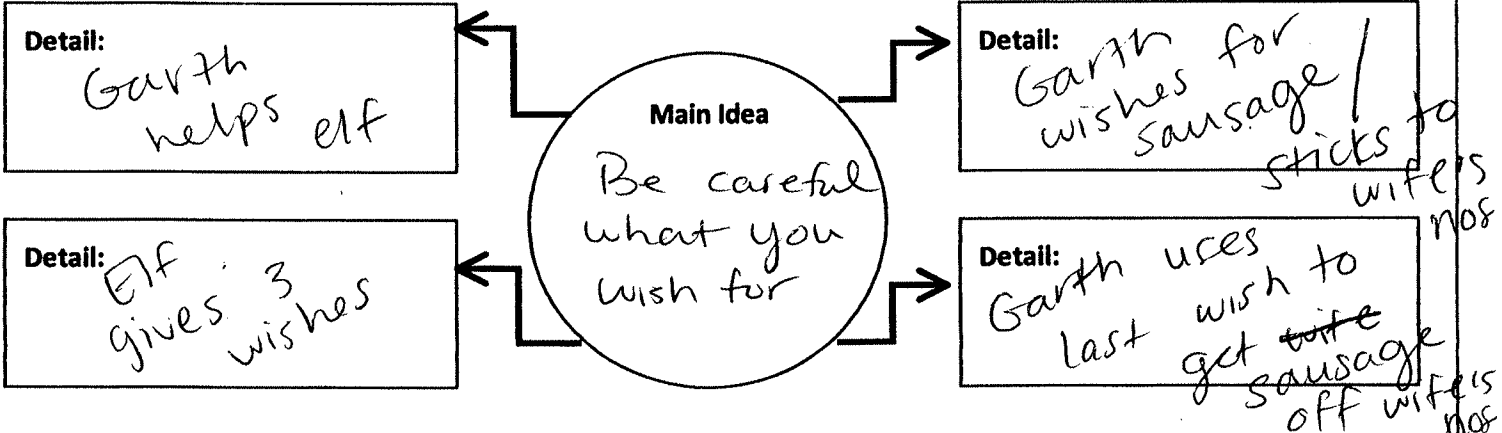 Detail:
Garth
helps elf
Detail:
Elf
gives 3
wishes
Main Idea
Be careful
what you
wish for
Detail:
Garth
wishes for
sausage /
sticks to
wife's
nos
Detail:
Garth uses
last wish to
get wife
sausage
off wife's
nos